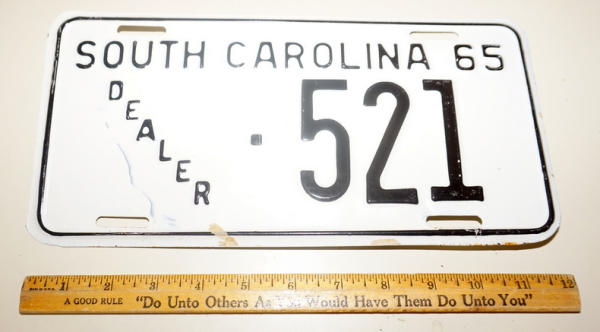 SOUTH CAROLINA 65
DEALER
521
1 2 3 4 5 6 7 8 9 10 11 12
A GOOD RULE "Do Unto Others As You Would Have Them Do Unto You"